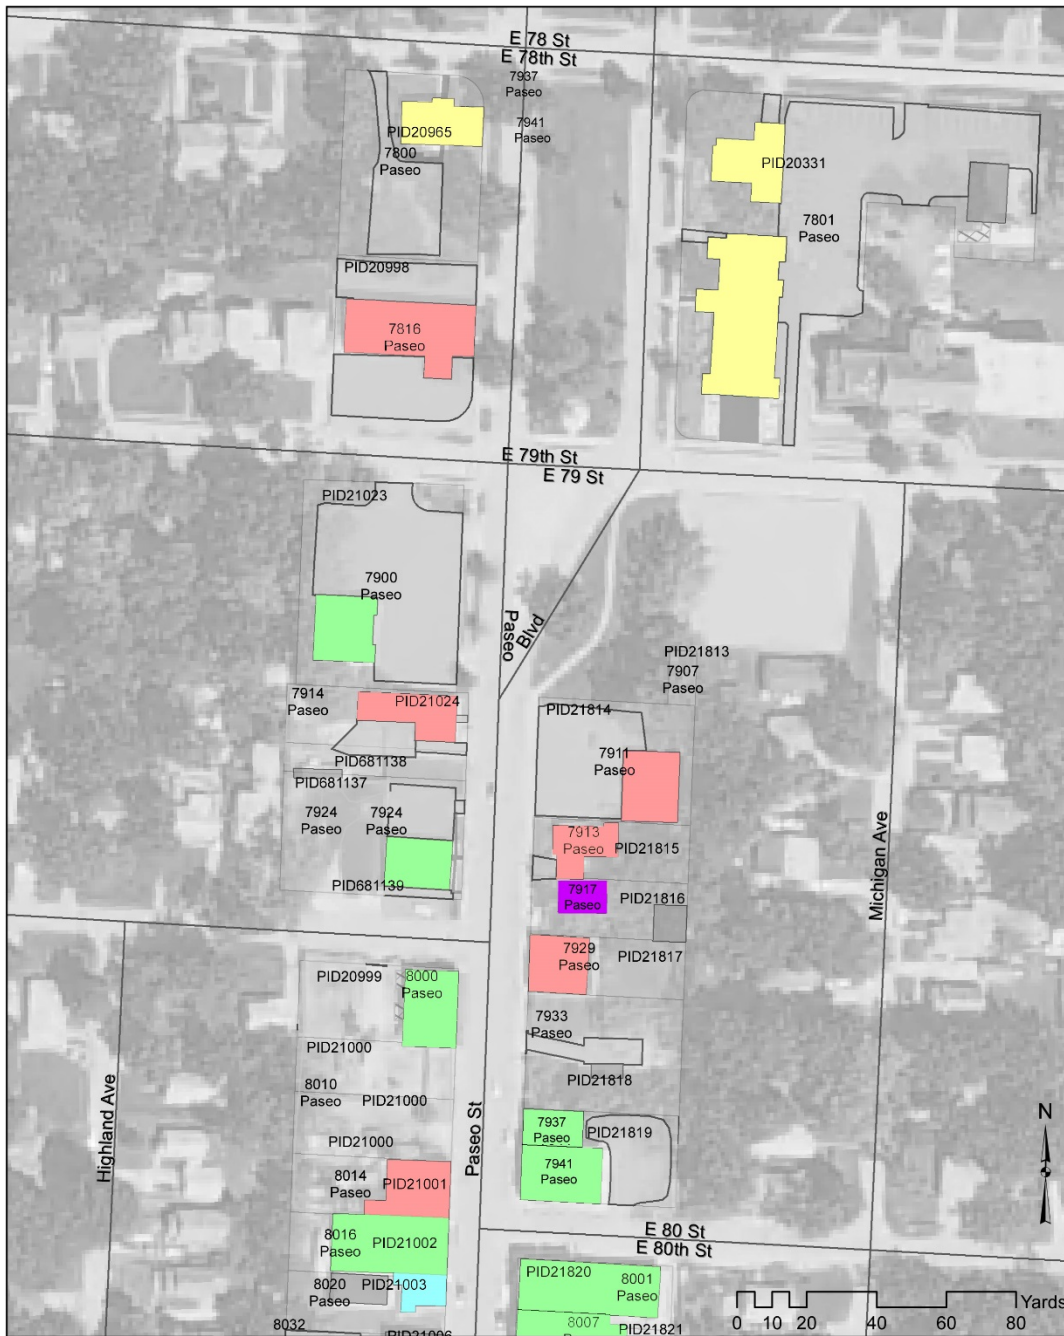 E 78 St
E 78th St
7937
Paseo
7941
Paseo
PID20965
7800
Paseo
PID20331
7801
Paseo
PID20998
7816
Paseo
E 79th St
E 79 St
PID21023
7900
Paseo
Paseo
Blvd
PID21813
7907
Paseo
7914
Paseo
PID21024
PID21814
7911
Paseo
PID681138
PID681137
7924
Paseo
7924
Paseo
7913
Paseo
PID21815
PID681139
7917
Paseo
PID21816
Michigan Ave
7929
Paseo
PID21817
PID20999
8000
Paseo
7933
Paseo
PID21000
PID21818
8010
Paseo
PID21000
Highland Ave
Paseo St
N
PID21000
7937
Paseo
PID21819
7941
Paseo
8014
Paseo
PID21001
8016
Paseo
PID21002
E 80 St
E 80th St
8020
Paseo
PID21003
PID21820
8001
Paseo
Yards
0 10 20 40 60 80
8032
PID21006
8007
Paseo
PID21821